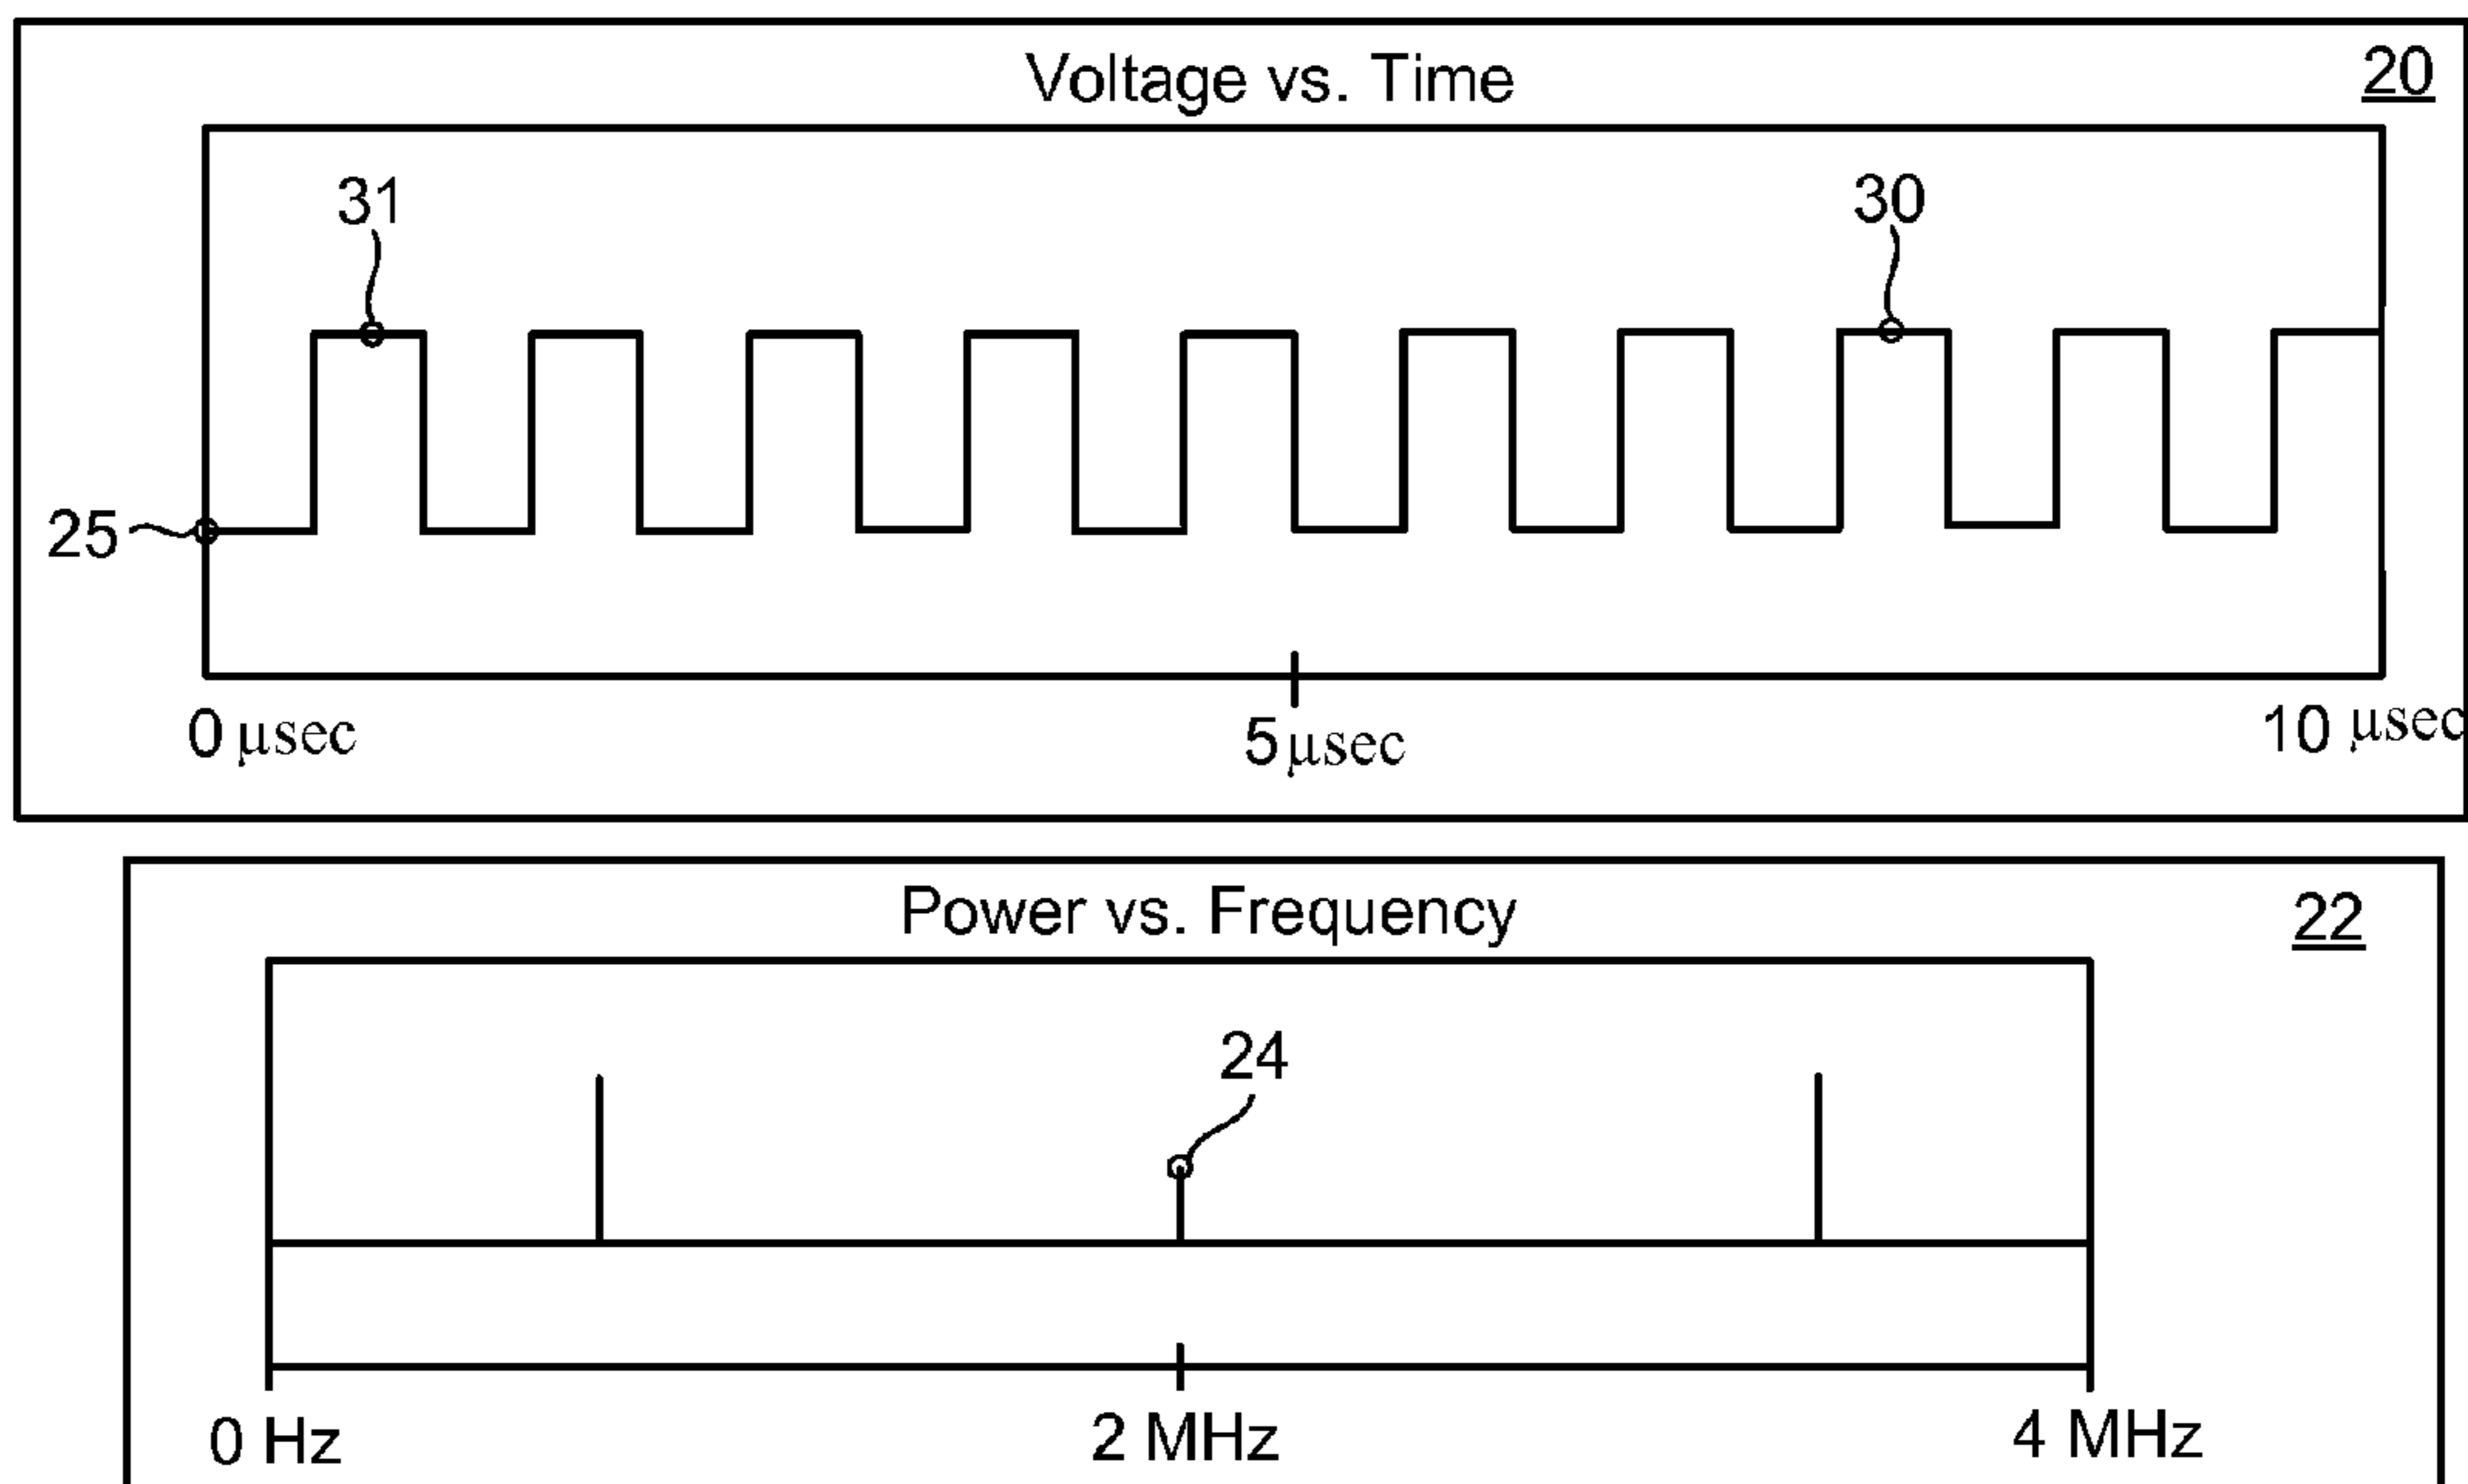 Voltage vs. Time
20
31
30
25
0 µsec
5 µsec
10 µsec
Power vs. Frequency
22
24
0 Hz
2 MHz
4 MHz